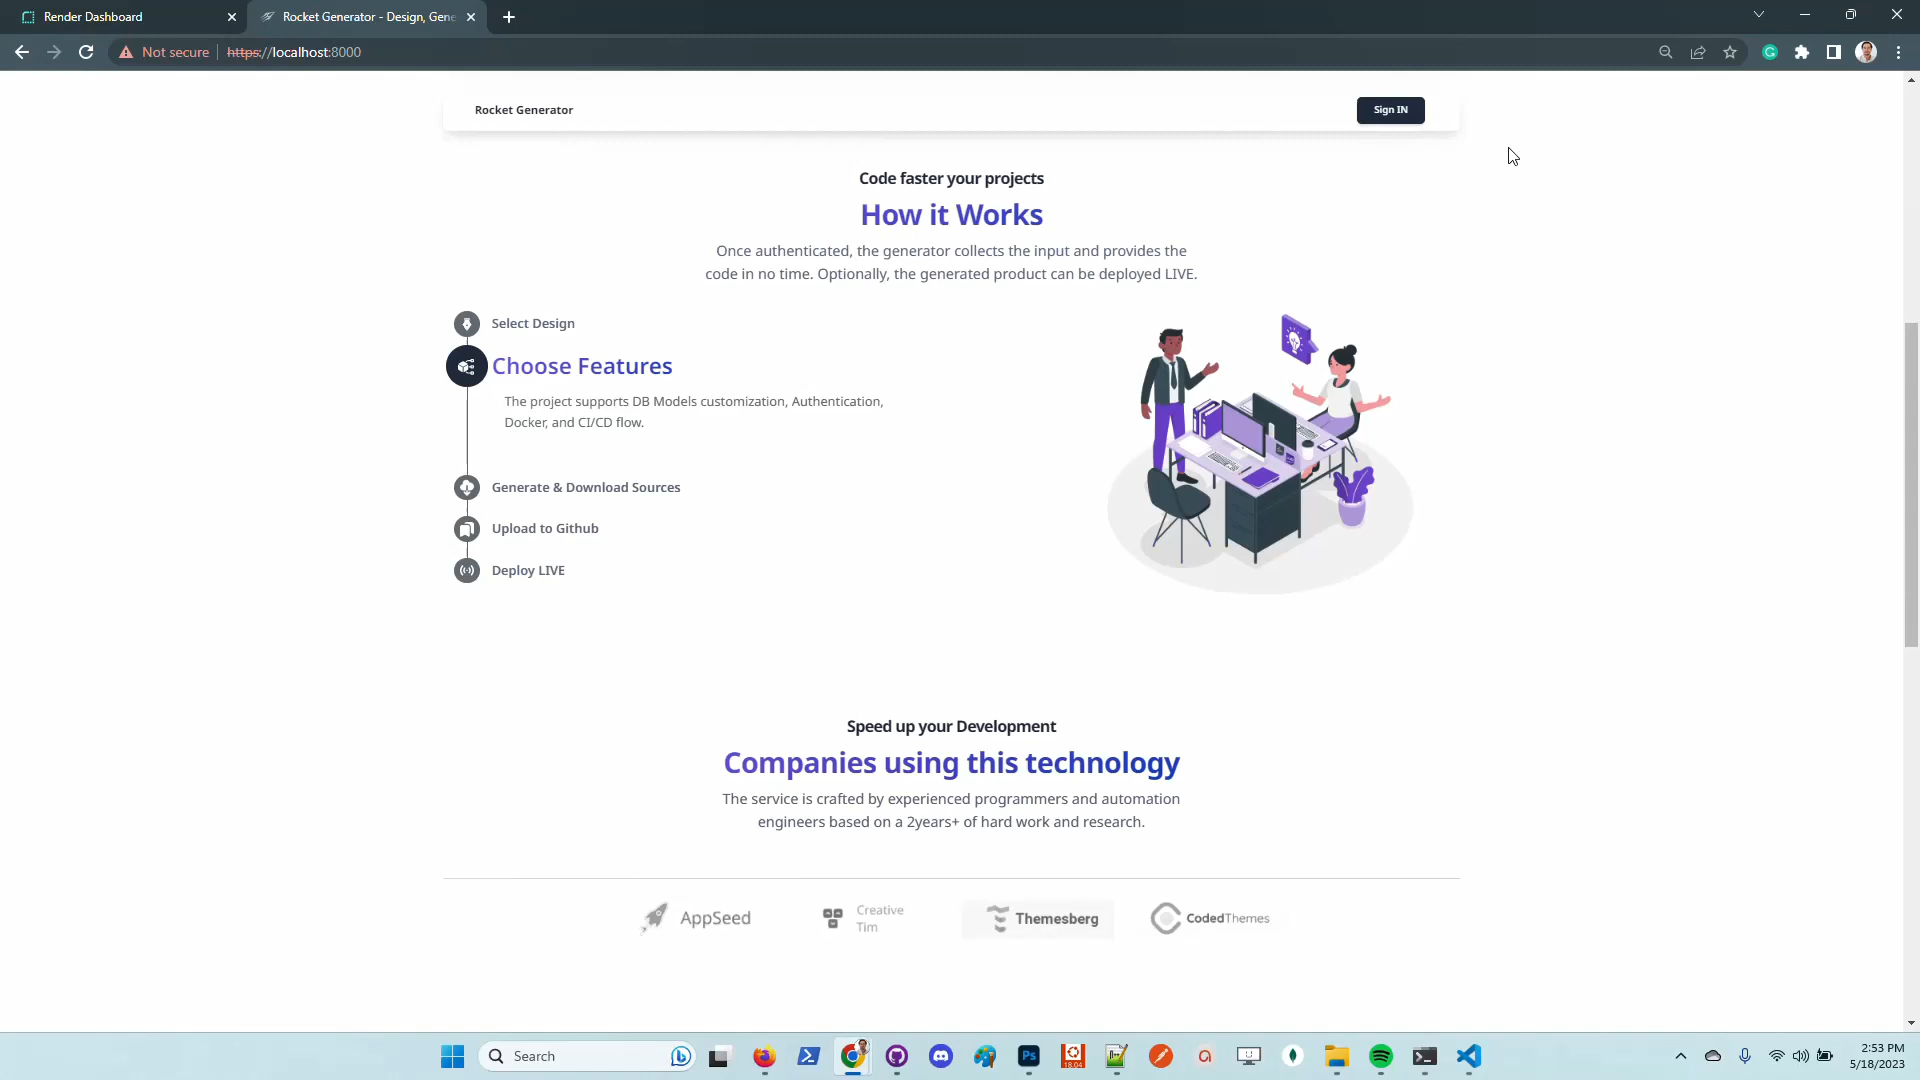 Render Dashboard
Rocket Generator - Design, Gene
Not secure
https://localhost:8000
Rocket Generator
Sign IN
Code faster your projects
How it Works
Once authenticated, the generator collects the input and provides the
code in no time. Optionally, the generated product can be deployed LIVE.
Select Design
Choose Features
The project supports DB Models customization, Authentication,
Docker, and CI/CD flow.
Generate & Download Sources
Upload to Github
Deploy LIVE
Speed up your Development
Companies using this technology
The service is crafted by experienced programmers and automation
engineers based on a 2years+ of hard work and research.
AppSeed
Creative
Tim
Themesberg
CodedThemes
Search
Ps
18.04
2:53 PM
5/18/2023